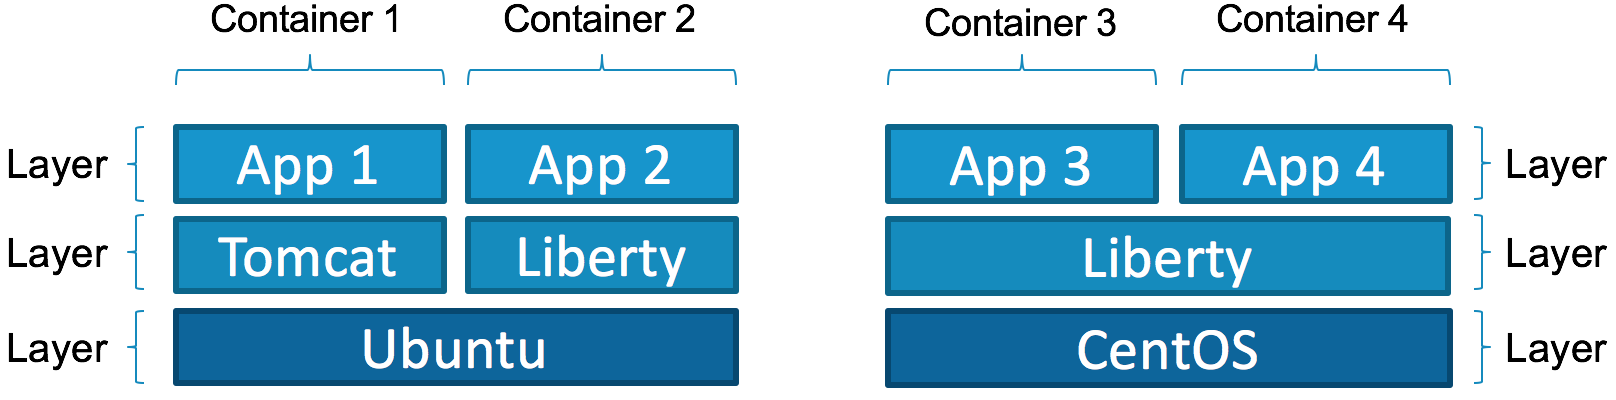 Container 1 Container 2 Container 3 Container 4
Layer App 1 App 2 App 3 App 4 Layer
Layer Tomcat Liberty Liberty Layer
Layer Ubuntu CentOS Layer